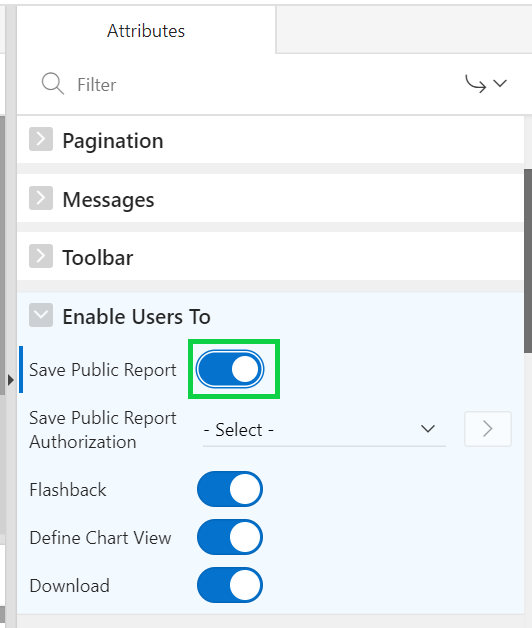 Attributes
Filter
Pagination
Messages
Toolbar
Enable Users To
Save Public Report
Save Public Report
Authorization
- Select -
Flashback
Define Chart View
Download